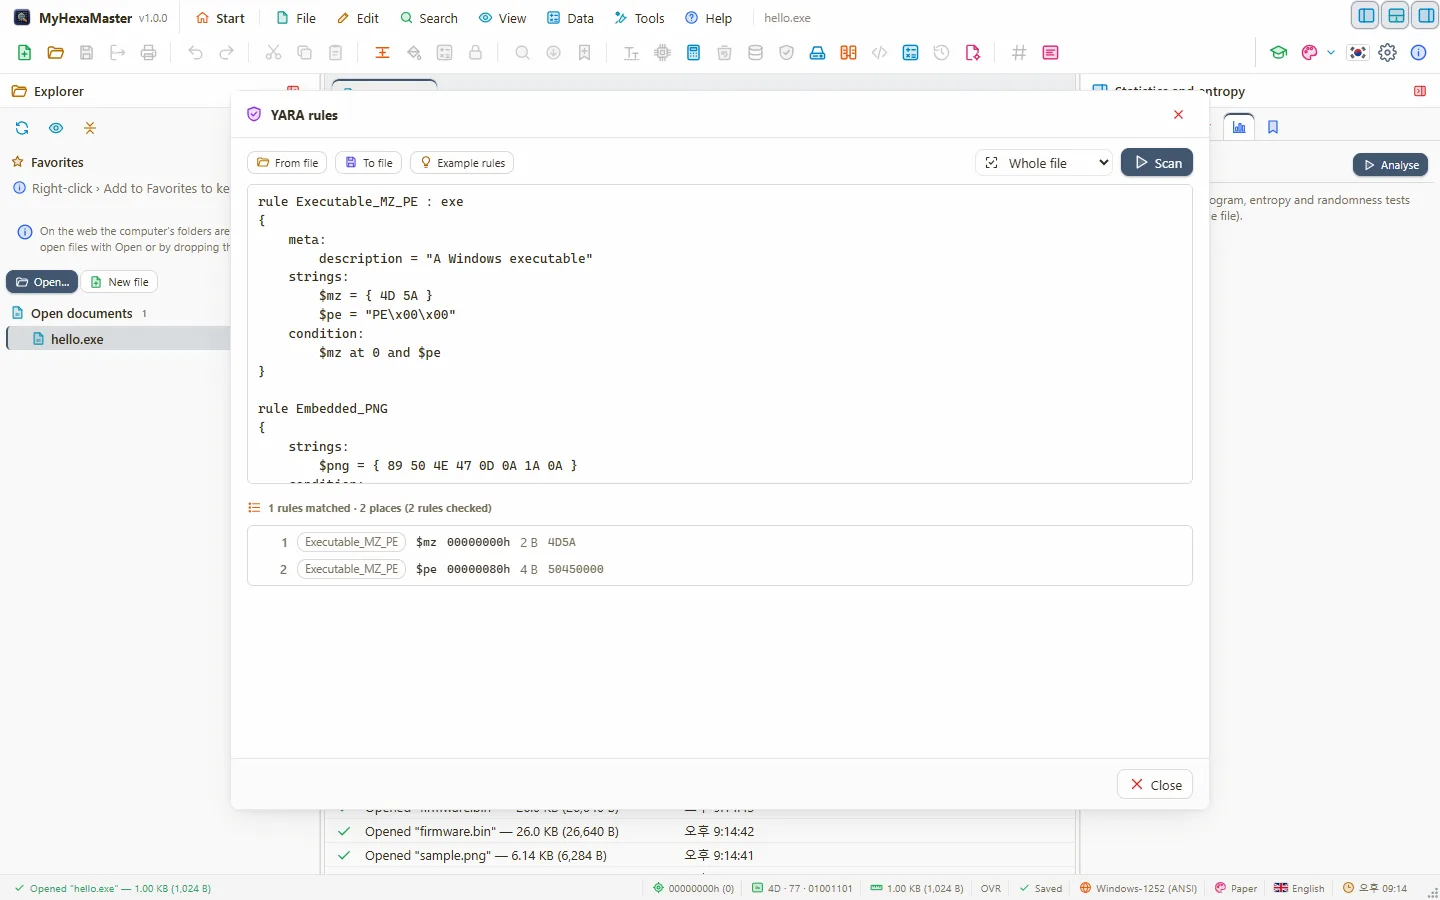 MyHexaMaster v1.0.0 Start File Edit Search View Data Tools Help hello.exe
Explorer
Statistics and entropy
YARA rules
Favorites
From file To file Example rules Whole file Scan
Analyse
Right-click › Add to Favorites to ke
rule Executable_MZ_PE : exe
ogram, entropy and randomness tests
{
e file).
On the web the computer's folders are
open files with Open or by dropping th
meta:
description = "A Windows executable"
strings:
Open... New file
$mz = { 4D 5A }
Open documents 1
$pe = "PE\x00\x00"
condition:
hello.exe
$mz at 0 and $pe
}
rule Embedded_PNG
{
strings:
$png = { 89 50 4E 47 0D 0A 1A 0A }
condition:
1 rules matched · 2 places (2 rules checked)
1 Executable_MZ_PE $mz 00000000h 2 B 4D5A
2 Executable_MZ_PE $pe 00000080h 4 B 50450000
Close
Opened "firmware.bin" — 26.0 KB (26,640 B) 오후 9:14:42
Opened "sample.png" — 6.14 KB (6,284 B) 오후 9:14:41
Opened "hello.exe" — 1.00 KB (1,024 B) 00000000h (0) 4D · 77 · 01001101 1.00 KB (1,024 B) OVR Saved Windows-1252 (ANSI) Paper English 오후 09:14